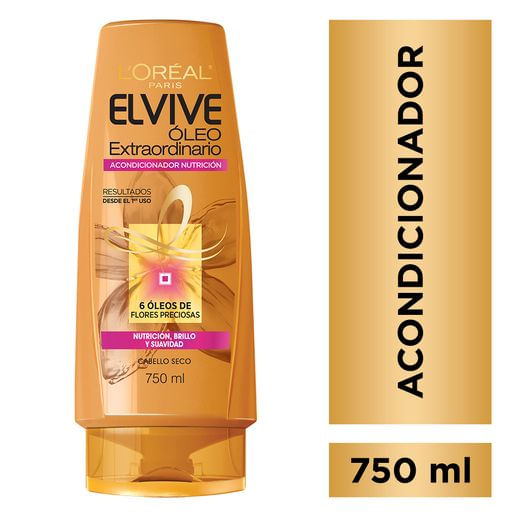 L'ORÉAL
PARIS
ELVIVE
ÓLEO
Extraordinario
ACONDICIONADOR NUTRICIÓN
RESULTADOS
DESDE EL 1ER USO
6 ÓLEOS DE
FLORES PRECIOSAS
NUTRICIÓN, BRILLO
Y SUAVIDAD
CABELLO SECO
750 ml
ACONDICIONADOR
750 ml